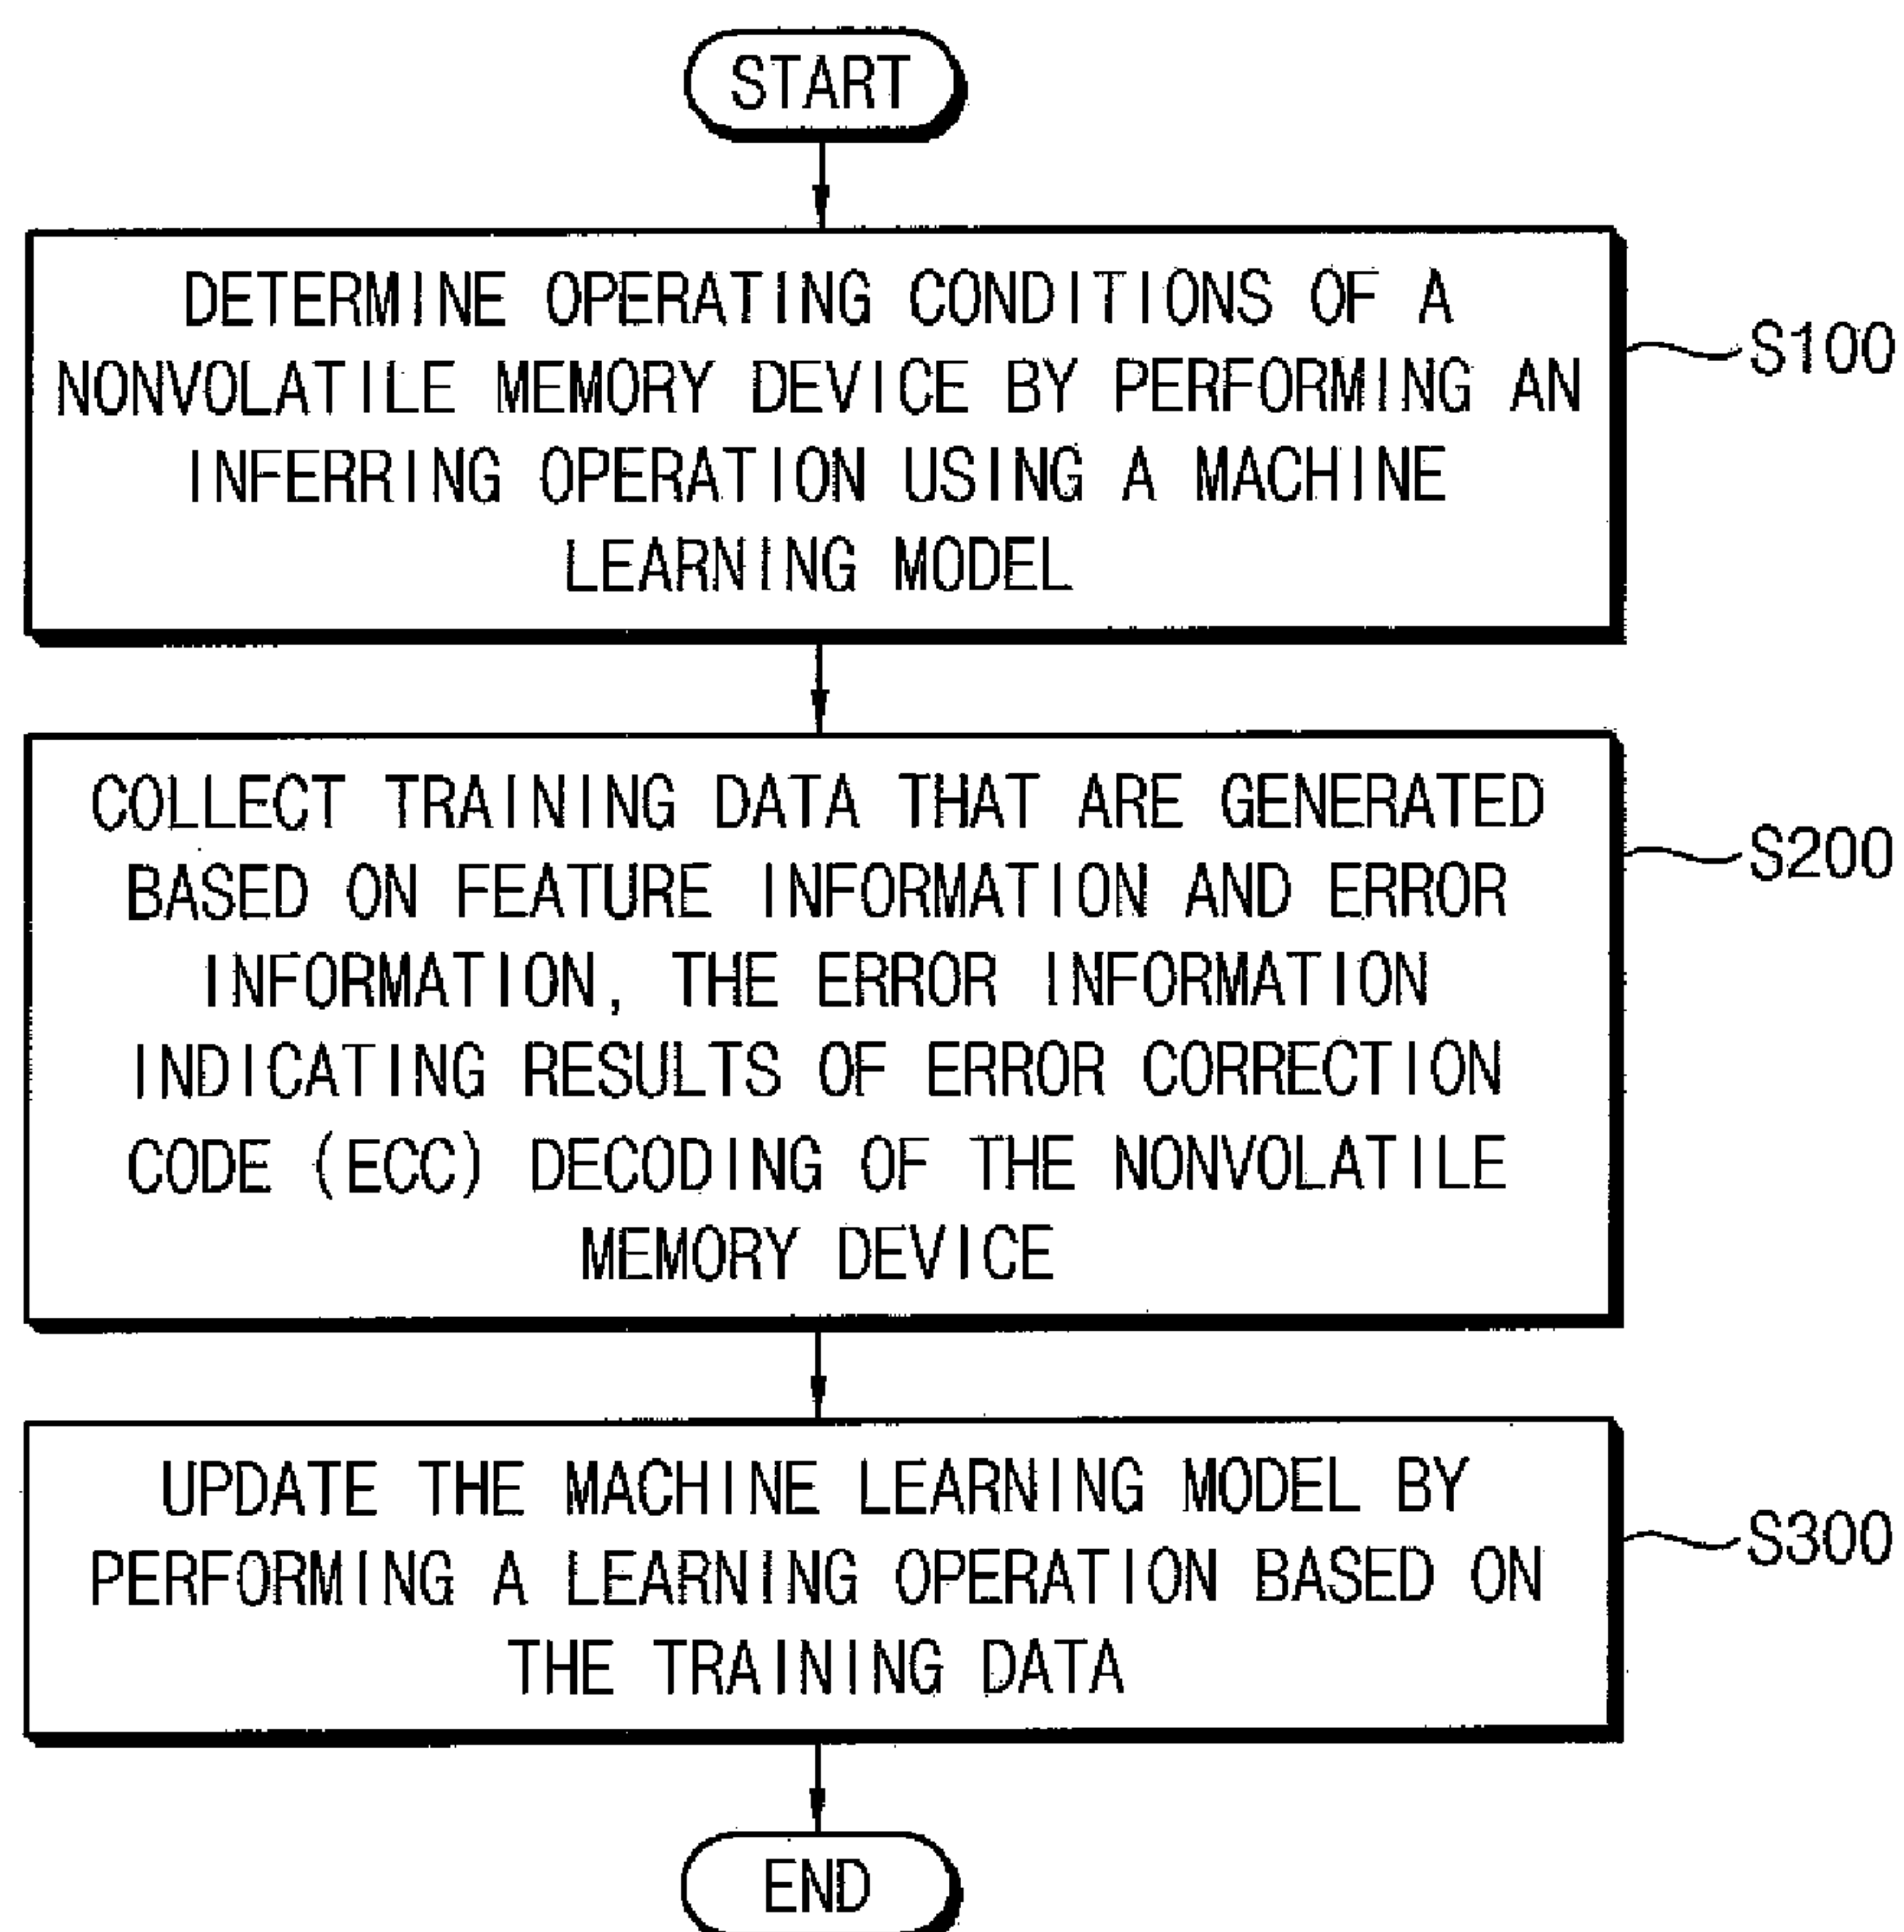 START
DETERMINE OPERATING CONDITIONS OF A
NONVOLATILE MEMORY DEVICE BY PERFORMING AN
INFERRING OPERATION USING A MACHINE
LEARNING MODEL
S100
COLLECT TRAINING DATA THAT ARE GENERATED
BASED ON FEATURE INFORMATION AND ERROR
INFORMATION, THE ERROR INFORMATION
INDICATING RESULTS OF ERROR CORRECTION
CODE (ECC) DECODING OF THE NONVOLATILE
MEMORY DEVICE
S200
UPDATE THE MACHINE LEARNING MODEL BY
PERFORMING A LEARNING OPERATION BASED ON
THE TRAINING DATA
S300
END